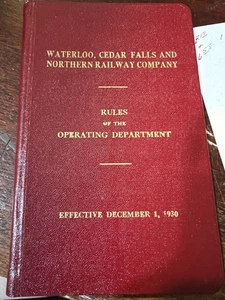 WATERLOO, CEDAR FALLS AND
NORTHERN RAILWAY COMPANY
RULES
OF THE
OPERATING DEPARTMENT
EFFECTIVE DECEMBER 1, 1930